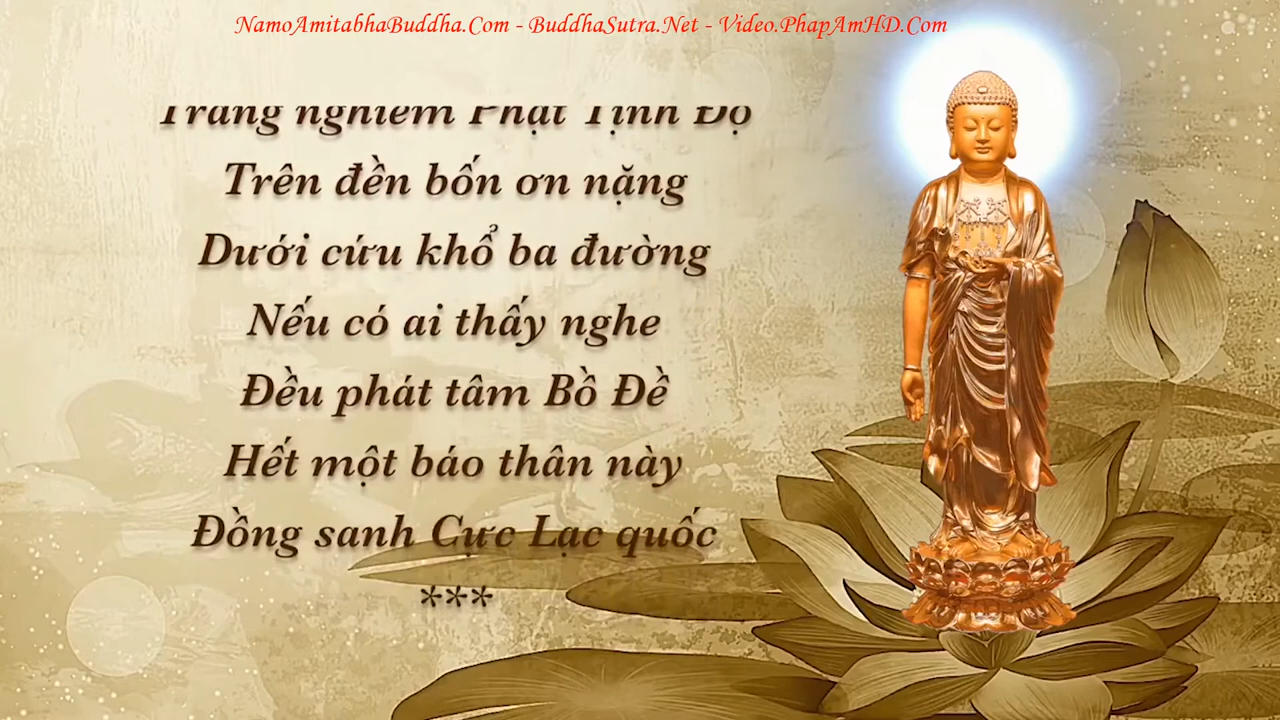 NamoAmitabhaBuddha.Com - BuddhaSutra.Net - Video.PhapAmHD.Com
Trang nghiêm Phật Tịnh Độ
Trên đền bốn ơn nặng
Dưới cứu khổ ba đường
Nếu có ai thấy nghe
Đều phát tâm Bồ Đề
Hết một báo thân này
Đồng sanh Cực Lạc quốc
***